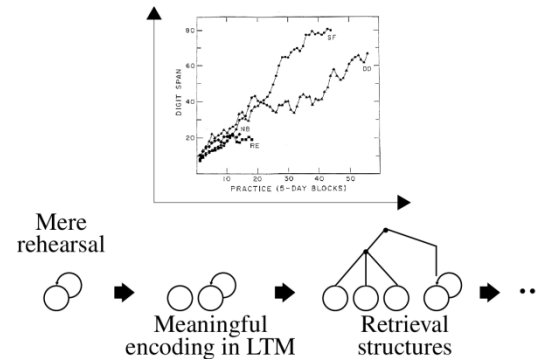 80
60
40
20
DIGIT SPAN
SF
DD
NB
RE
10 20 30 40 50
PRACTICE (5-DAY BLOCKS)
Mere
rehearsal
Meaningful
encoding in LTM
Retrieval
structures